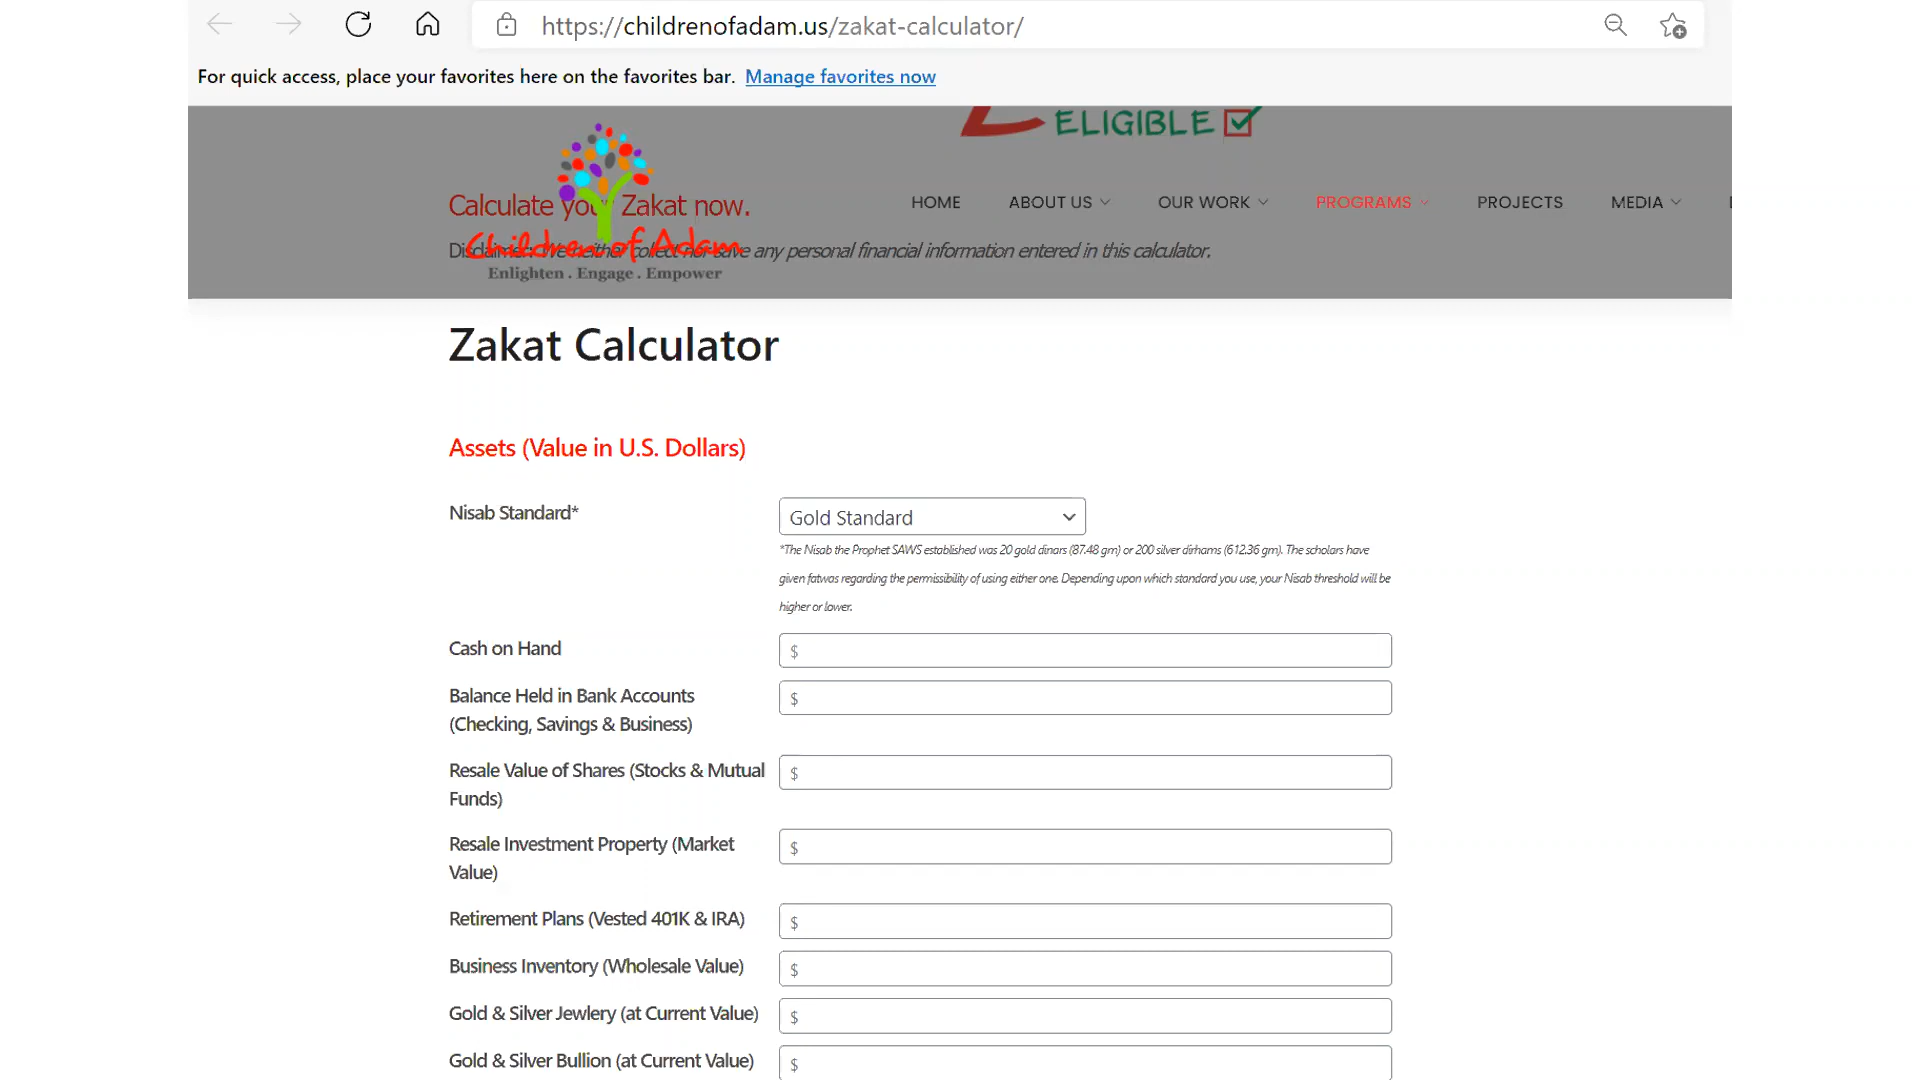 https://childrenofadam.us/zakat-calculator/
For quick access, place your favorites here on the favorites bar. Manage favorites now
ELIGIBLE
Calculate your Zakat now.
HOME ABOUT US OUR WORK PROGRAMS PROJECTS MEDIA
Children of Adam
Disclaimer: We neither collect nor save any personal financial information entered in this calculator.
Enlighten . Engage . Empower
Zakat Calculator
Assets (Value in U.S. Dollars)
Nisab Standard*
Gold Standard
*The Nisab the Prophet SAWS established was 20 gold dinars (87.48 gm) or 200 silver dirhams (612.36 gm). The scholars have
given fatwas regarding the permissibility of using either one. Depending upon which standard you use, your Nisab threshold will be
higher or lower.
Cash on Hand
$
Balance Held in Bank Accounts
(Checking, Savings & Business)
$
Resale Value of Shares (Stocks & Mutual
Funds)
$
Resale Investment Property (Market
Value)
$
Retirement Plans (Vested 401K & IRA)
$
Business Inventory (Wholesale Value)
$
Gold & Silver Jewlery (at Current Value)
$
Gold & Silver Bullion (at Current Value)
$